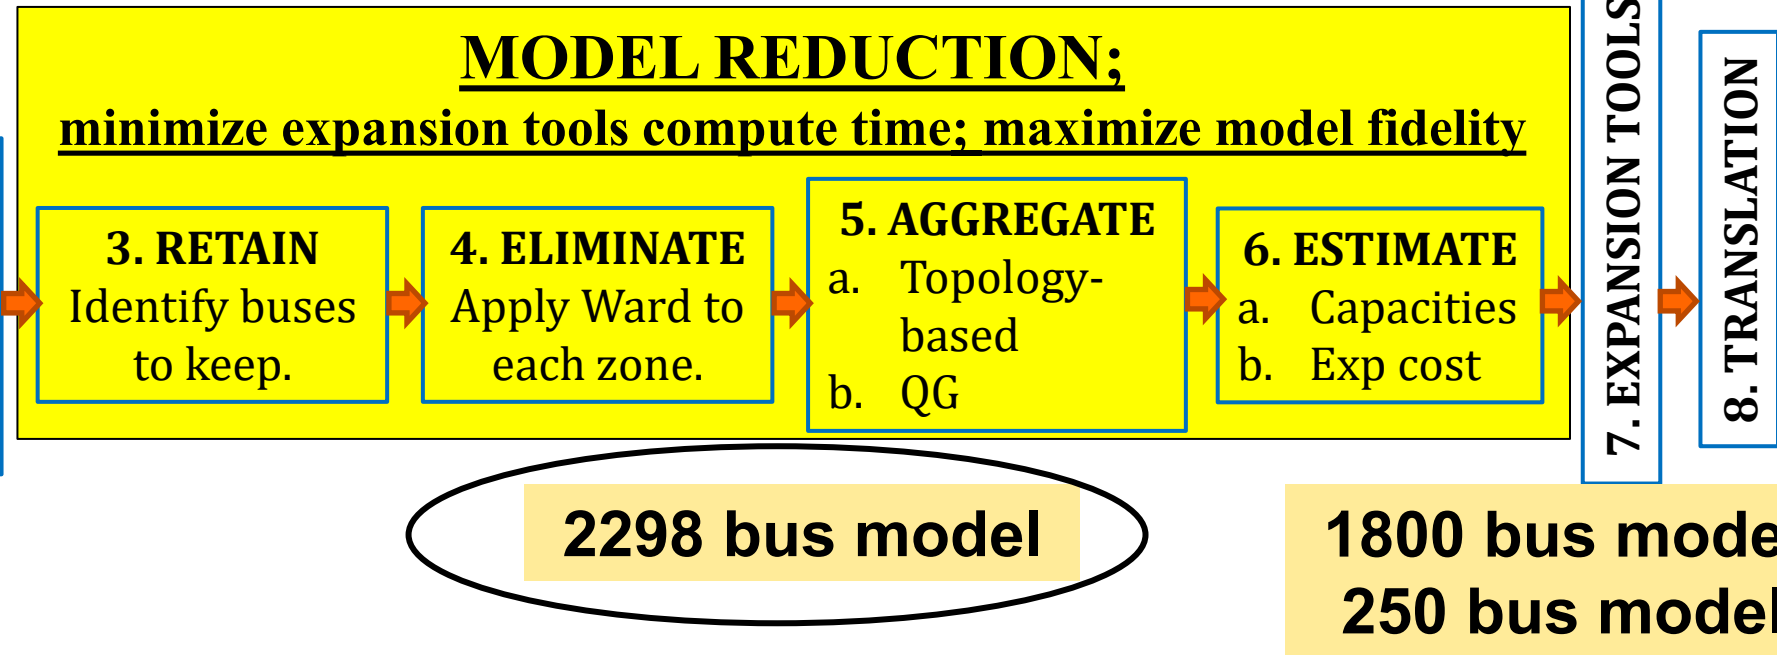 MODEL REDUCTION;
minimize expansion tools compute time; maximize model fidelity
3. RETAIN
Identify buses
to keep.
4. ELIMINATE
Apply Ward to
each zone.
5. AGGREGATE
a. Topology-
based
b. QG
6. ESTIMATE
a. Capacities
b. Exp cost
7. EXPANSION TOOLS
8. TRANSLATION
2298 bus model
1800 bus mode
250 bus model